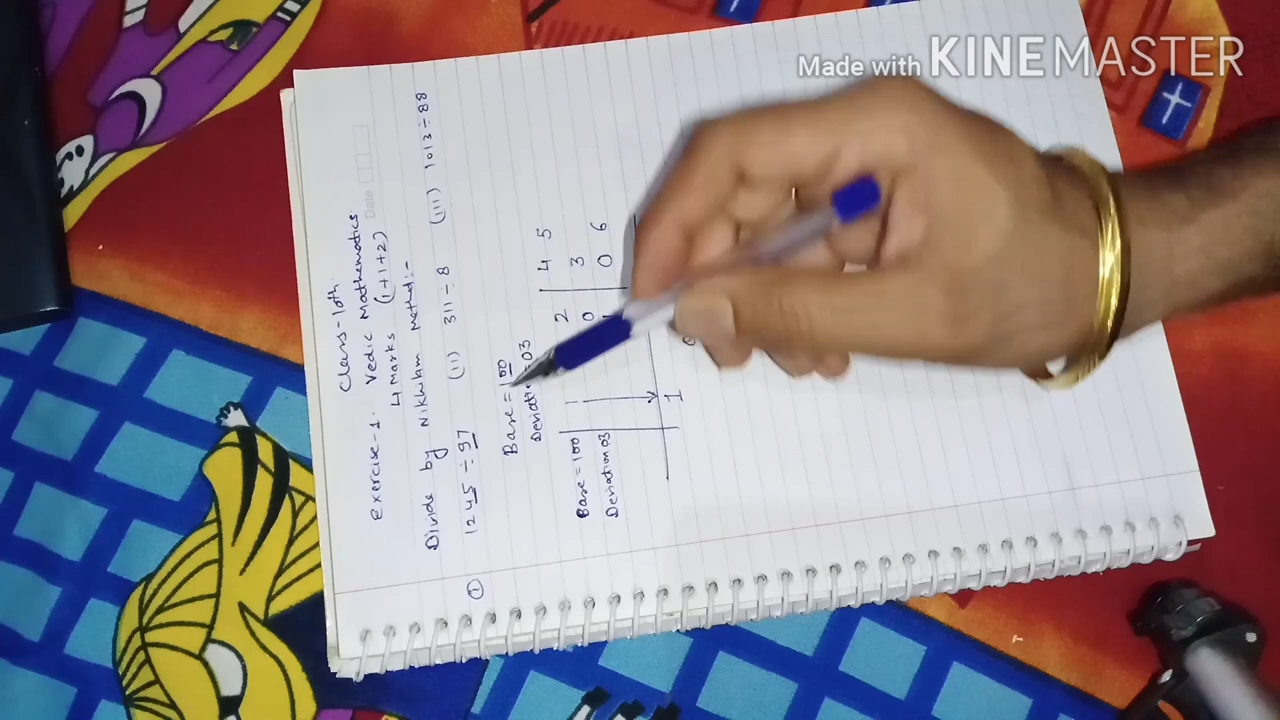 Made with KINEMASTER
Date
Class-10th
Exercise-1. Vedic Mathematics
4 Marks (1+1+2)
Divide by Nikhilam Method:-
① 1245 ÷ 97 (ii) 311 ÷ 8 (iii) 1013 ÷ 88
Base = 100
03
Base = 100 1 2 4 5
Deviation 03 0 3
0 6
1